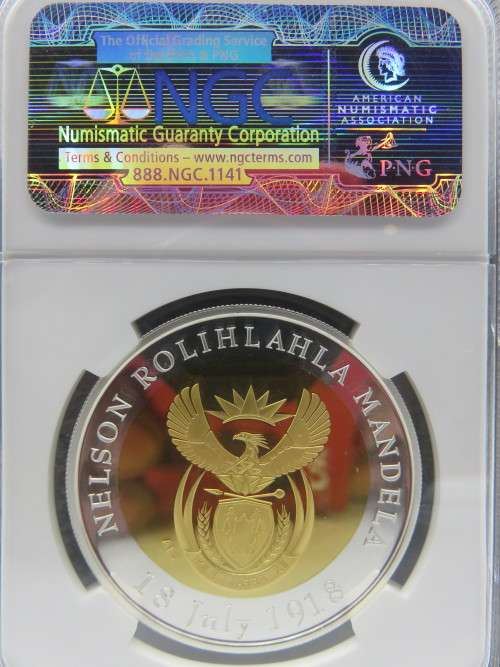 The Official Grading Service
of
& PNG
NGC
Numismatic Guaranty Corporation
Terms & Conditions – www.ngcterms.com
888.NGC.1141
AMERICAN
NUMISMATIC
ASSOCIATION
P·N·G
NELSON ROLIHLAHLA MANDELA
18 July 1918